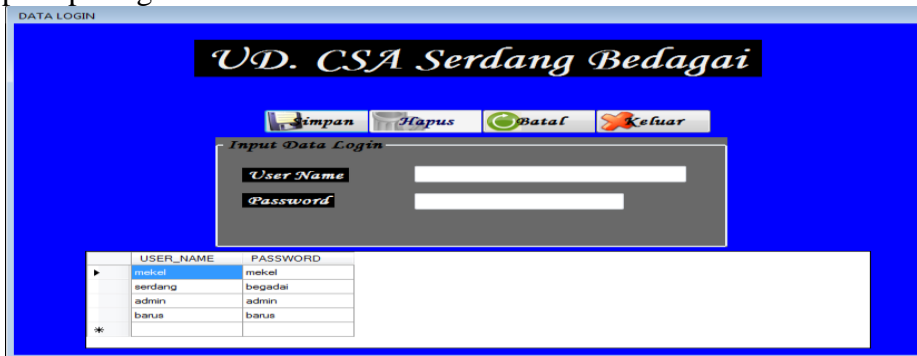 DATA LOGIN
UD. CSA Serdang Bedagai
Simpan Hapus Batal Keluar
Input Data Login
User Name
Password
USER_NAME PASSWORD
mekel mekel
serdang begadai
admin admin
barus barus